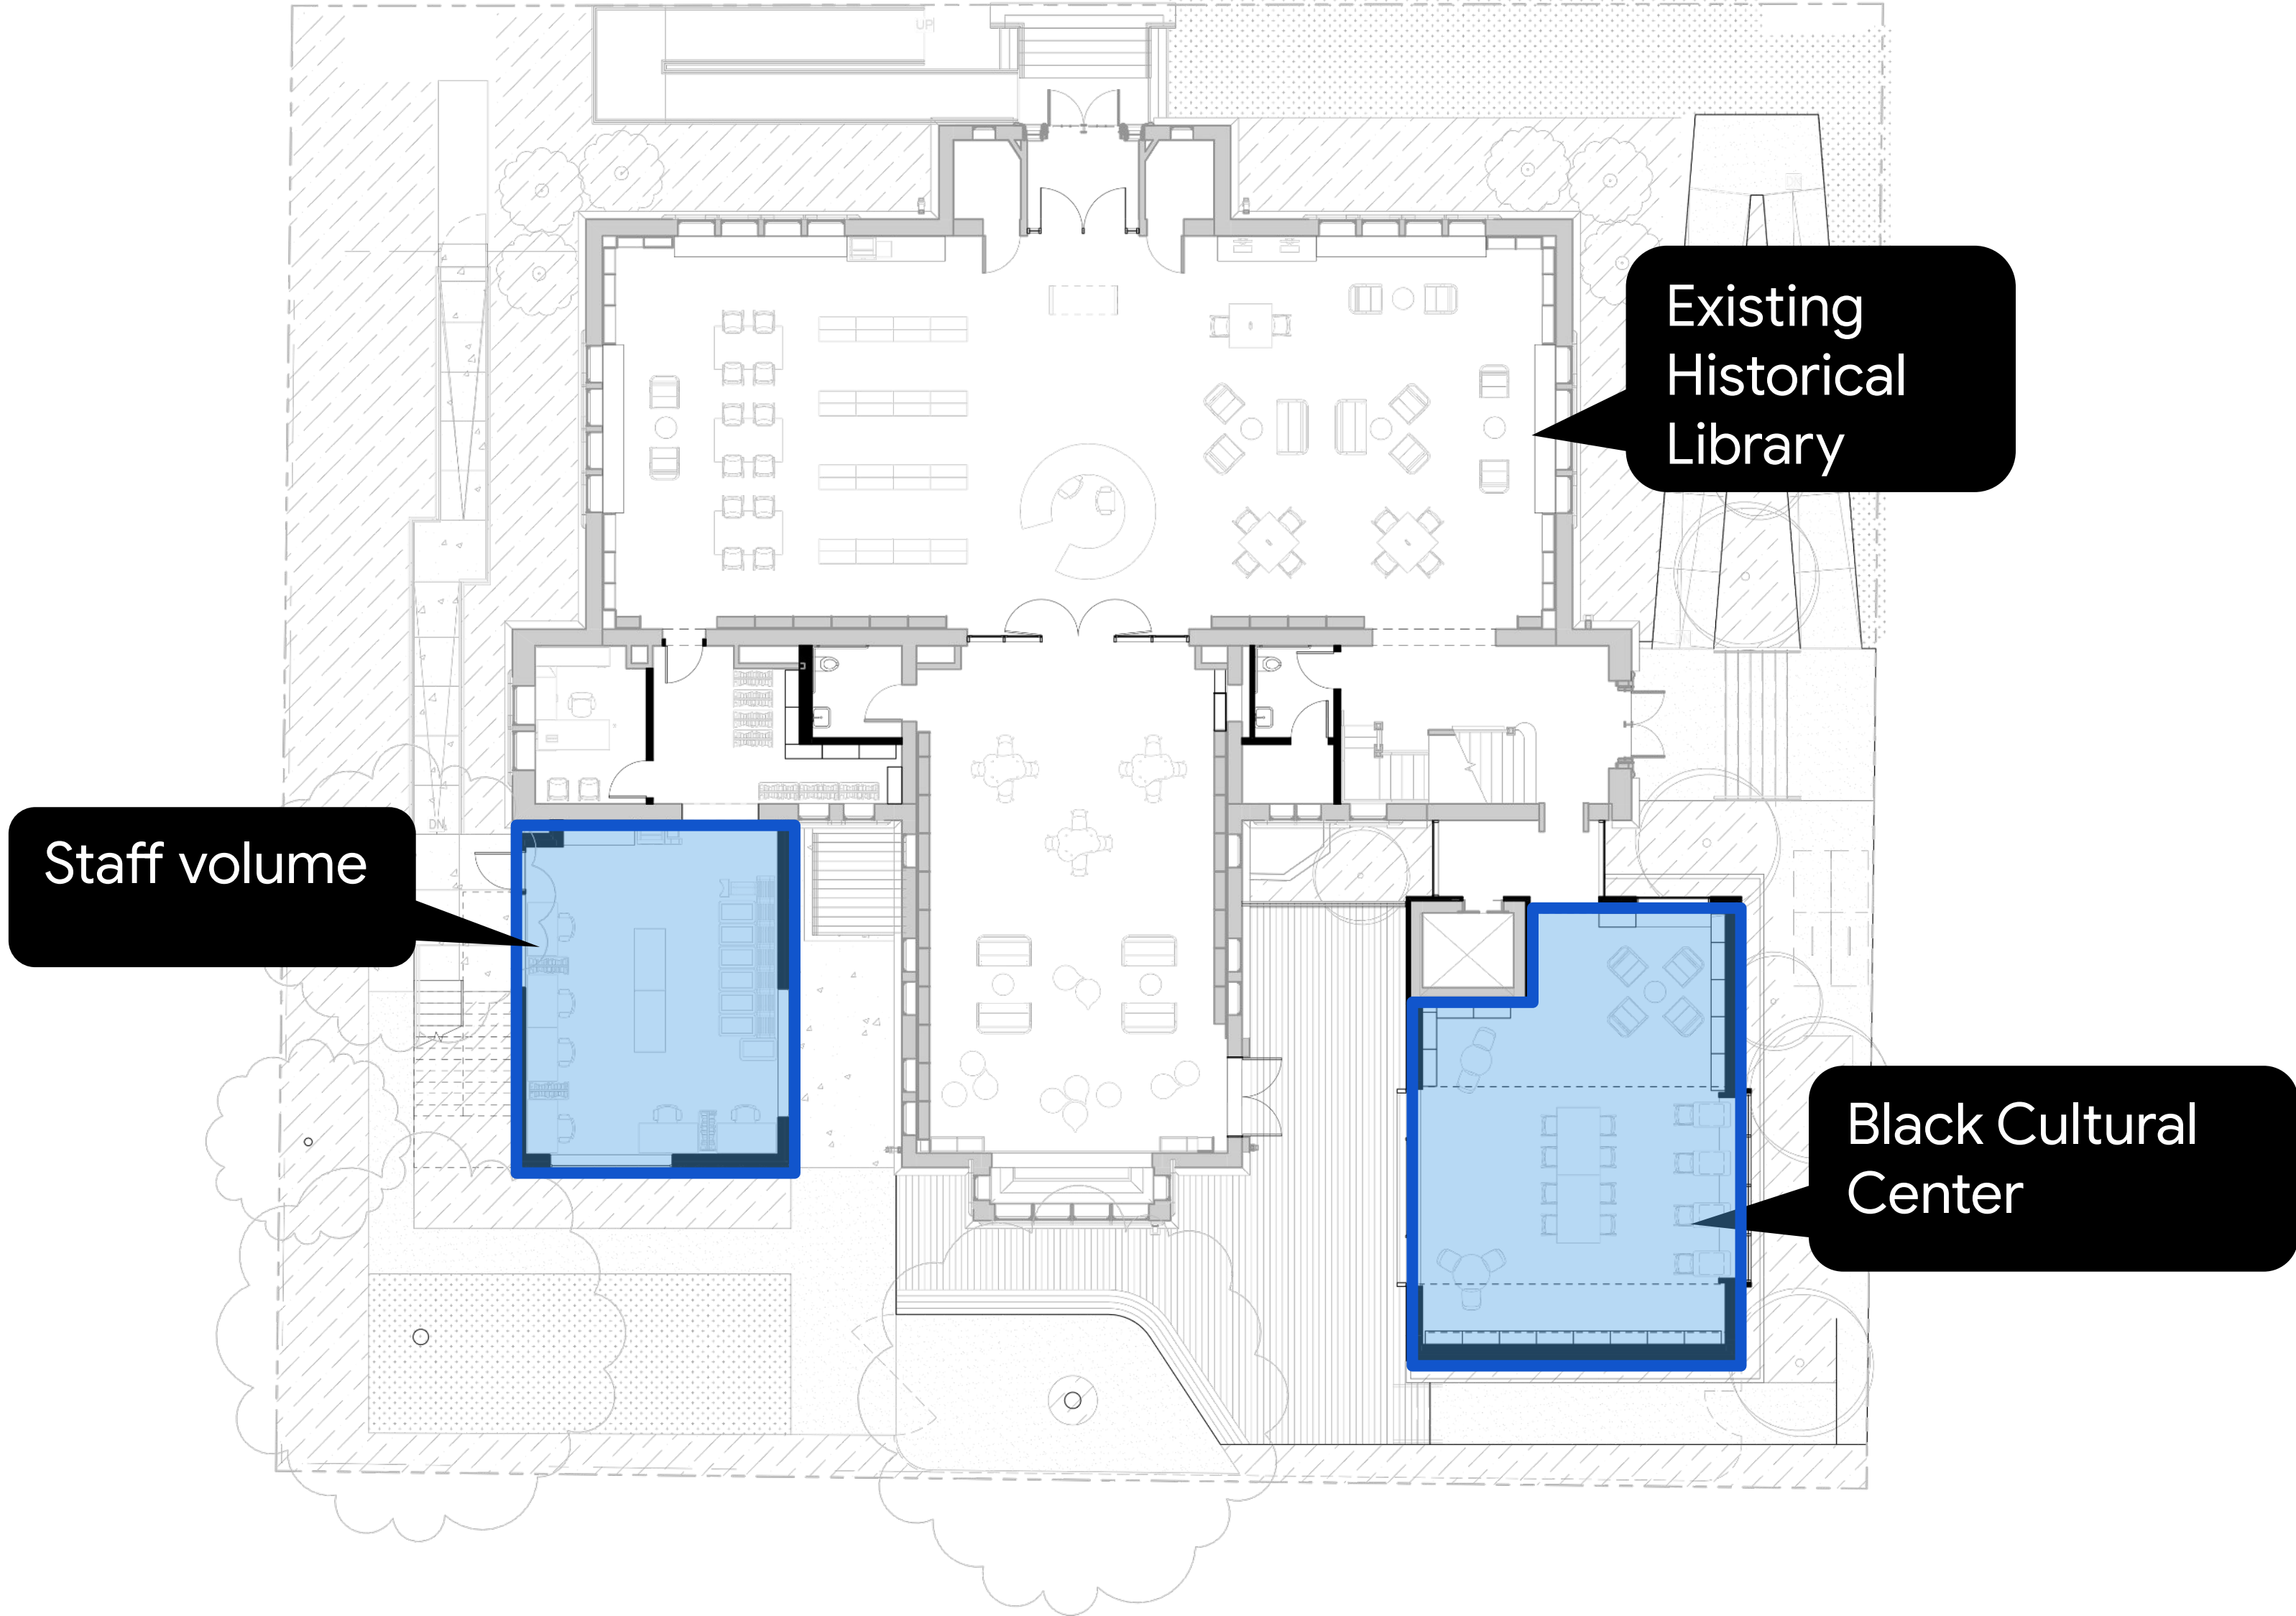 UP
Existing
Historical
Library
DN
Staff volume
Black Cultural
Center